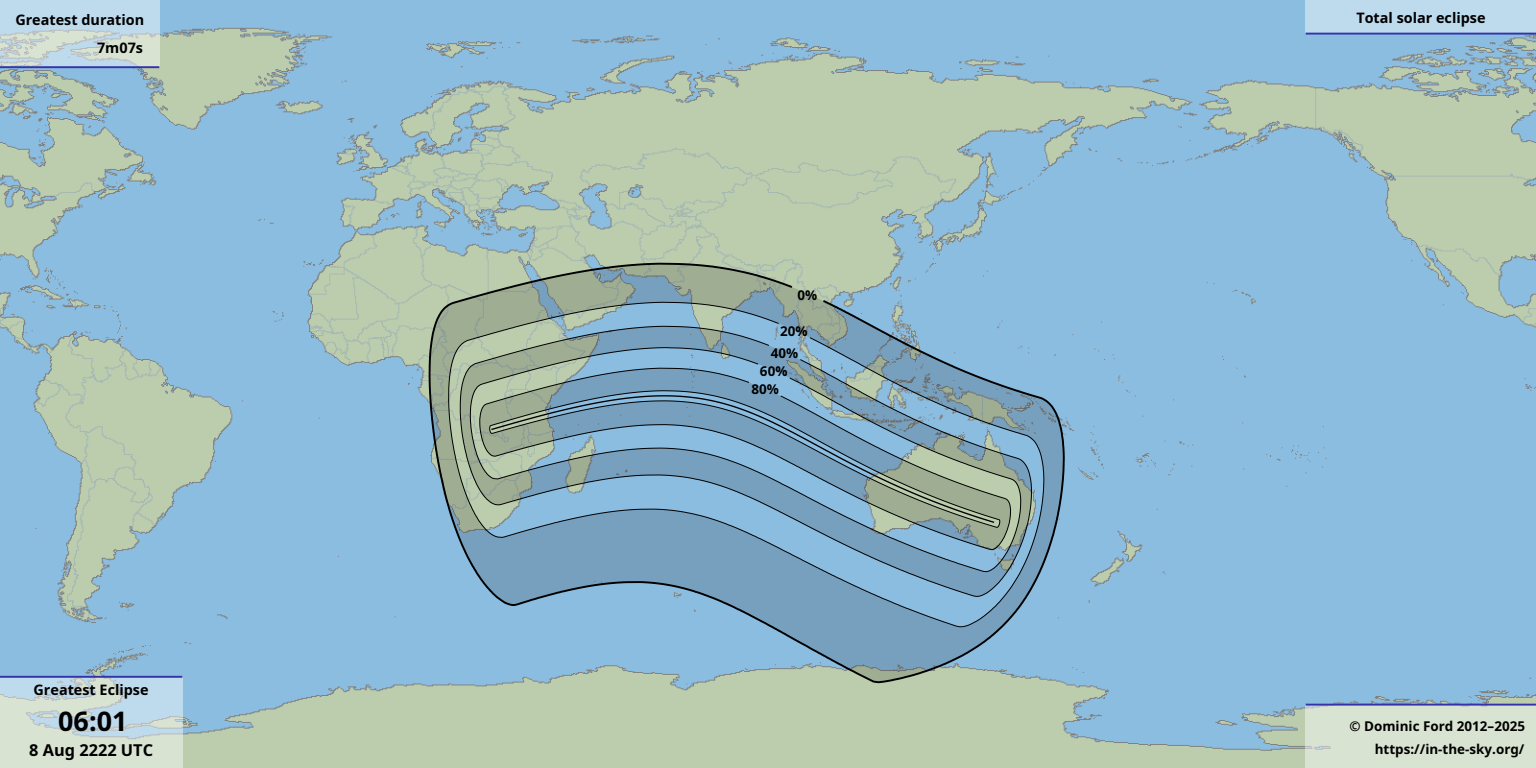 Greatest duration
7m07s
Total solar eclipse
0%
20%
40%
60%
80%
Greatest Eclipse
06:01
8 Aug 2222 UTC
© Dominic Ford 2012–2025
https://in-the-sky.org/